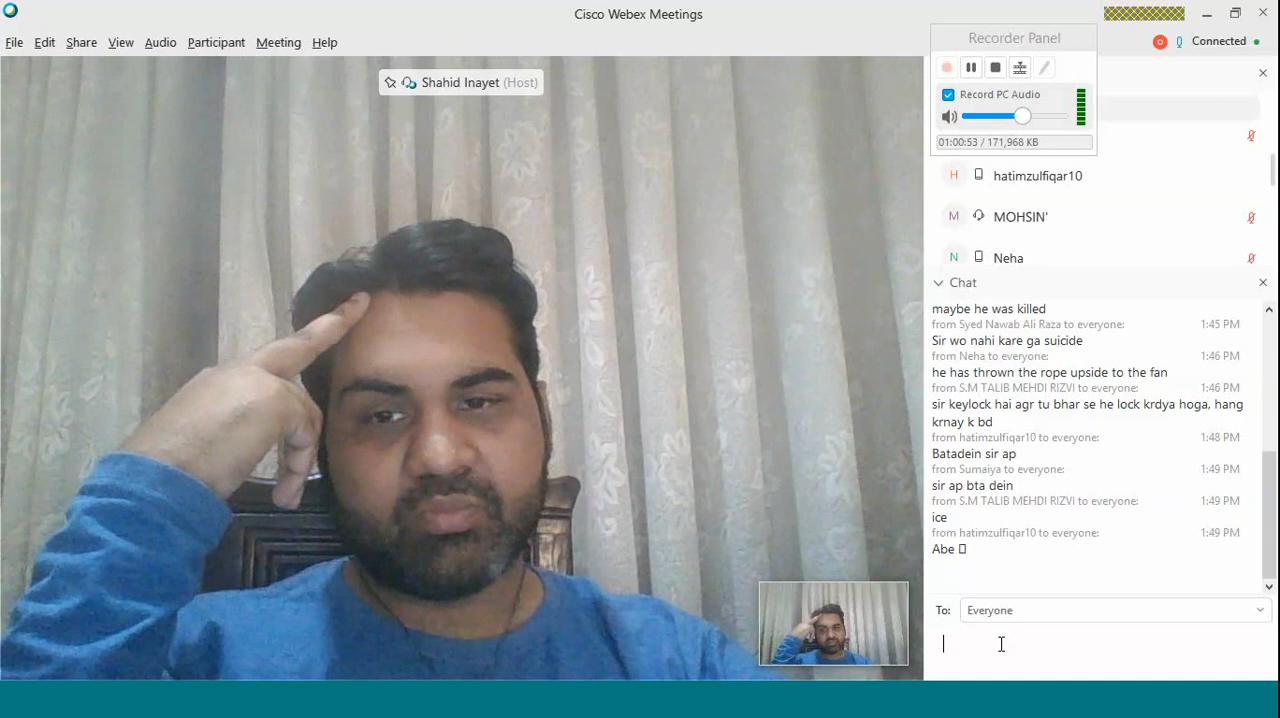 Cisco Webex Meetings
File Edit Share View Audio Participant Meeting Help
Connected
Recorder Panel
Record PC Audio
01:00:53 / 171,968 KB
Shahid Inayet (Host)
H hatimzulfiqar10
M MOHSIN'
N Neha
Chat
maybe he was killed
from Syed Nawab Ali Raza to everyone: 1:45 PM
Sir wo nahi kare ga suicide
from Neha to everyone: 1:46 PM
he has thrown the rope upside to the fan
from S.M TALIB MEHDI RIZVI to everyone: 1:46 PM
sir keylock hai agr tu bhar se he lock krdya hoga, hang
krnay k bd
from hatimzulfiqar10 to everyone: 1:48 PM
Batadein sir ap
from Sumaiya to everyone: 1:49 PM
sir ap bta dein
from S.M TALIB MEHDI RIZVI to everyone: 1:49 PM
ice
from hatimzulfiqar10 to everyone: 1:49 PM
Abe
To: Everyone